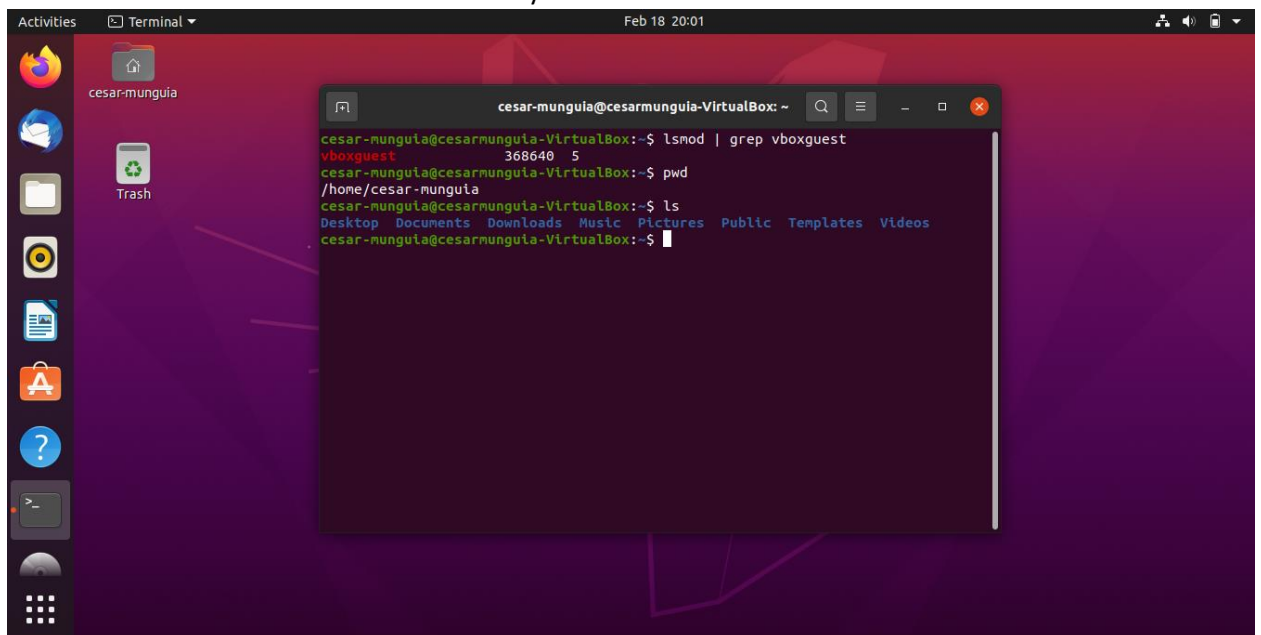 Activities Terminal Feb 18 20:01
cesar-munguia
Trash
cesar-munguia@cesarmunguia-VirtualBox: ~
cesar-munguia@cesarmunguia-VirtualBox:~$ lsmod | grep vboxguest
vboxguest 368640 5
cesar-munguia@cesarmunguia-VirtualBox:~$ pwd
/home/cesar-munguia
cesar-munguia@cesarmunguia-VirtualBox:~$ ls
Desktop Documents Downloads Music Pictures Public Templates Videos
cesar-munguia@cesarmunguia-VirtualBox:~$